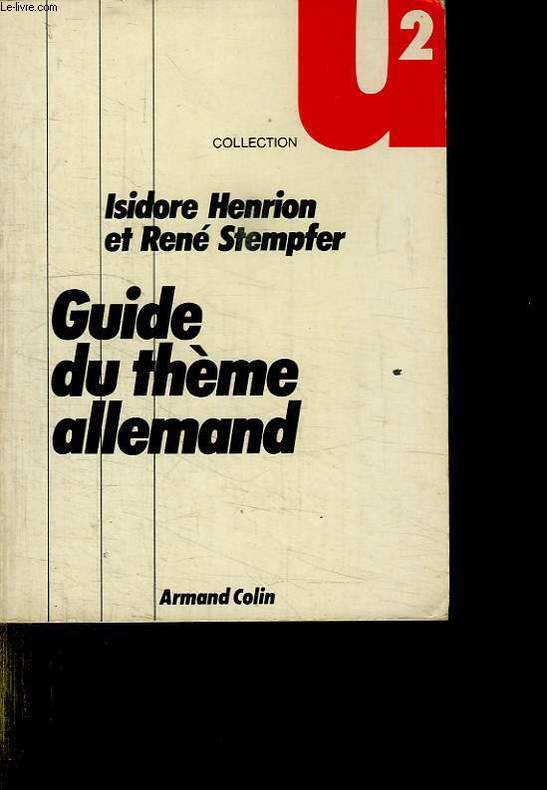 Le-livre.com
U2
COLLECTION
Isidore Henrion
et René Stempfer
Guide
du thème
allemand
Armand Colin